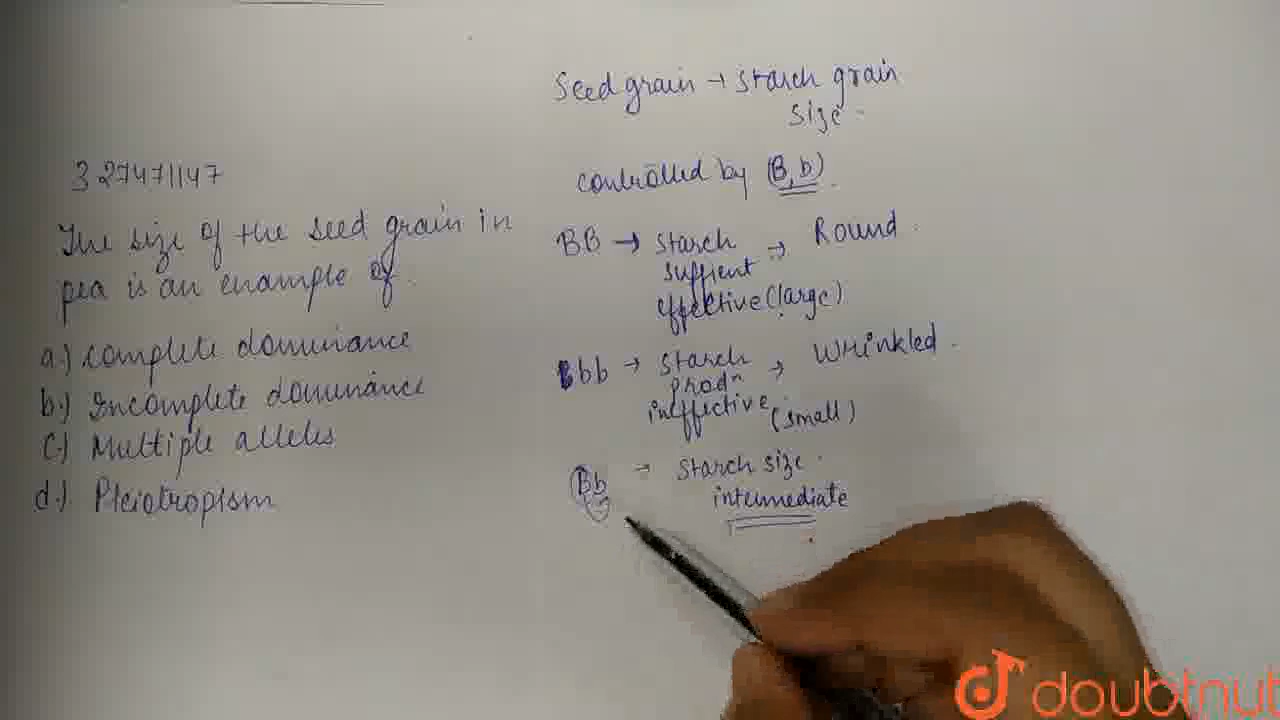 327471147
The size of the seed grain in
pea is an example of.
a.) complete dominance
b.) Incomplete dominance
c.) Multiple alleles
d.) Pleiotropism
Seed grain → starch grain
size.
controlled by (B, b).
BB → starch → Round.
suffient
effective (large)
bb → starch → Wrinkled.
prodn
ineffective (small)
Bb → starch size.
intermediate
doubtnut